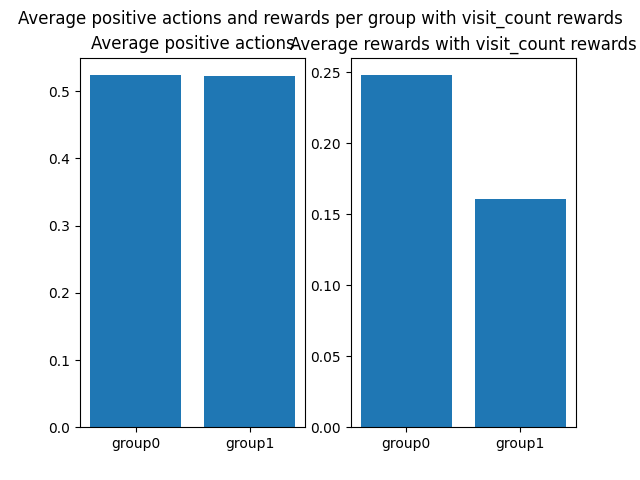 Average positive actions and rewards per group with visit_count rewards
Average positive actions
Average rewards with visit_count rewards
0.5
0.4
0.3
0.2
0.1
0.0
group0
group1
0.25
0.20
0.15
0.10
0.05
0.00
group0
group1